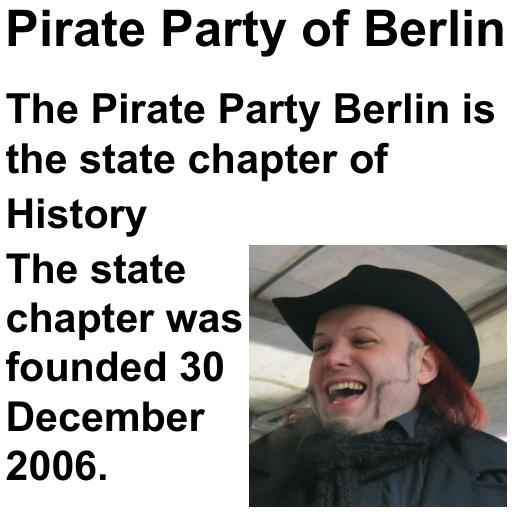 Pirate Party of Berlin
The Pirate Party Berlin is
the state chapter of
History
The state
chapter was
founded 30
December
2006.